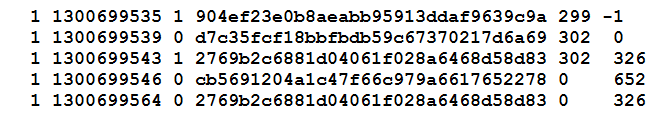 1 1300699535 1 904ef23e0b8aeabb95913ddaf9639c9a 299 -1
1 1300699539 0 d7c35fcf18bbfbdb59c67370217d6a69 302 0
1 1300699543 1 2769b2c6881d04061f028a6468d58d83 302 326
1 1300699546 0 cb5691204a1c47f66c979a6617652278 0 652
1 1300699564 0 2769b2c6881d04061f028a6468d58d83 0 326